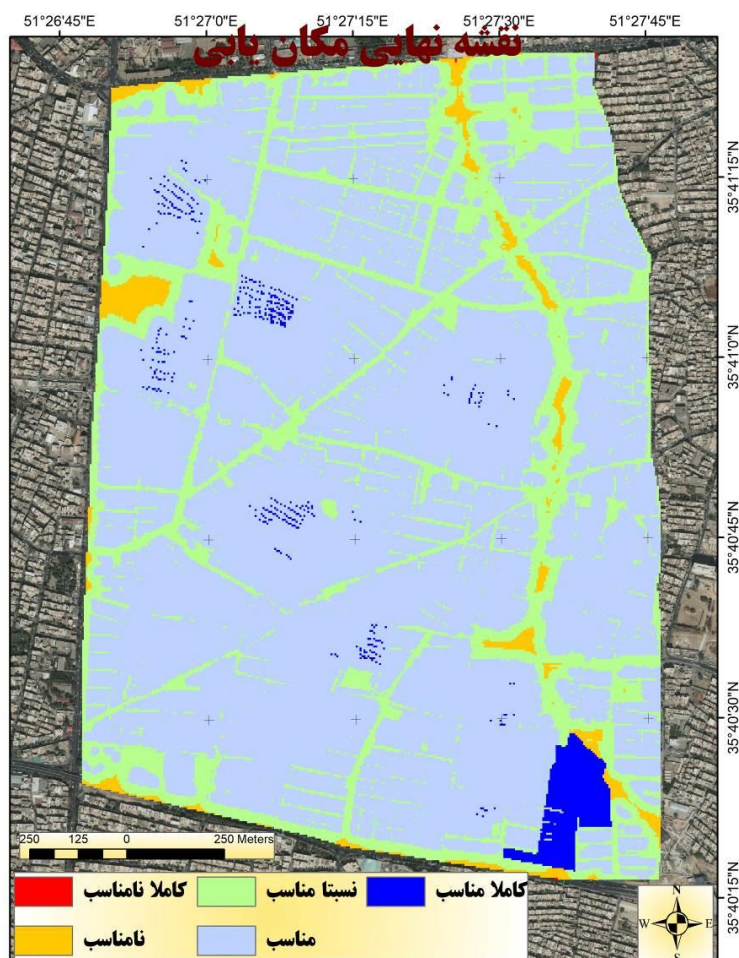 51°26'45"E 51°27'0"E 51°27'15"E 51°27'30"E 51°27'45"E
نقشه نهایی مکان یابی
35°41'15"N
35°41'0"N
35°40'45"N
35°40'30"N
35°40'15"N
250 125 0 250 Meters
کاملا مناسب نسبتا مناسب کاملا نامناسب
مناسب نامناسب
N
W E
S